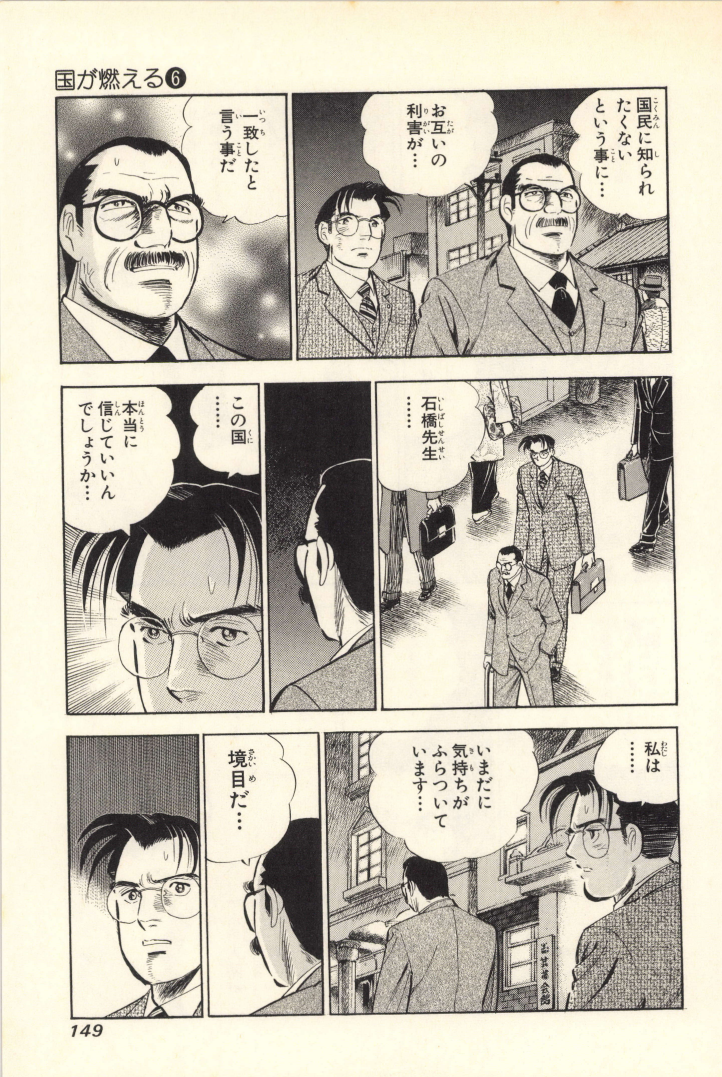 国が燃える6
国民に知られ
たくない
という事に…
お互いの
利害が…
一致したと
言う事だ
石橋先生
……
この国
……
本当に
信じていいん
でしょうか…
私は
……
いまだに
気持ちが
ふらついて
います…
境目だ…
149